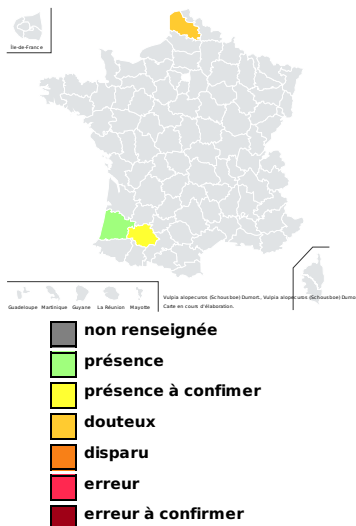 Île-de-France
Guadeloupe Martinique Guyane La Réunion Mayotte
Vulpia alopecuros (Schousboe) Dumort., Vulpia alopecuros (Schousboe) Dumo
Carte en cours d'élaboration.
non renseignée
présence
présence à confimer
douteux
disparu
erreur
erreur à confirmer